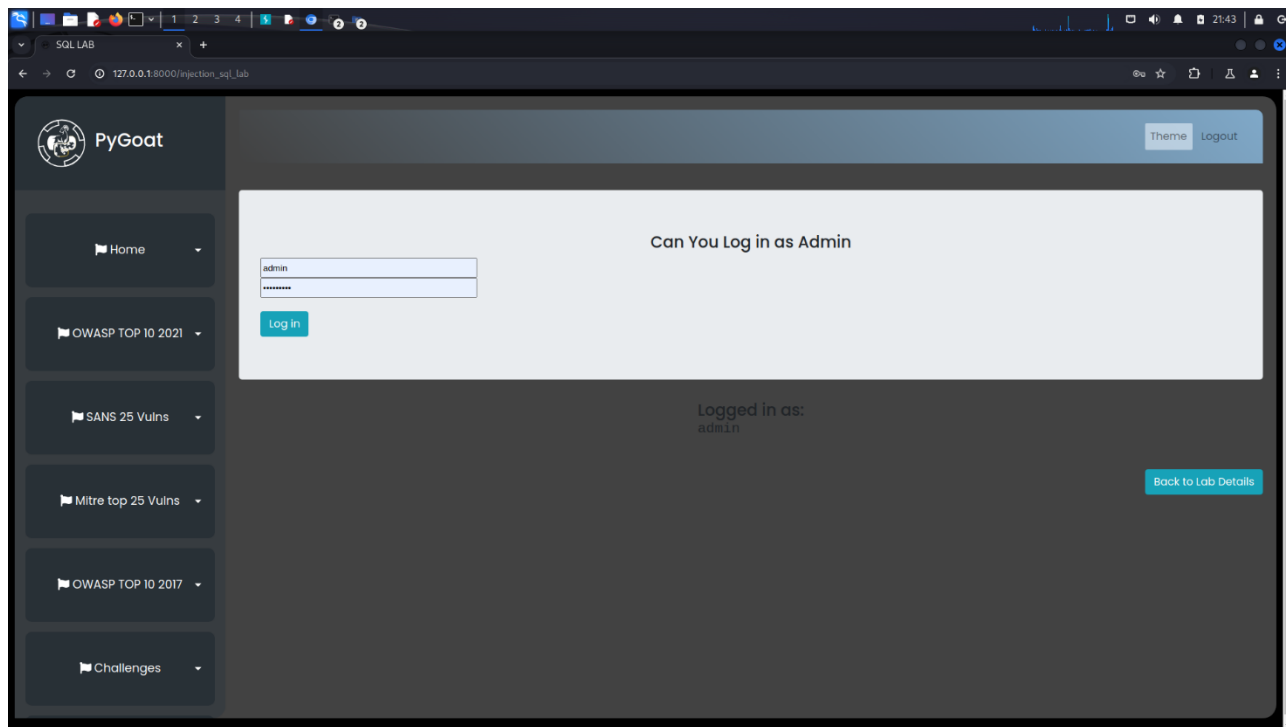 1 2 3 4
2 2
21:43
G
SQL LAB
127.0.0.1:8000/injection_sql_lab
PyGoat
Theme Logout
Home
OWASP TOP 10 2021
SANS 25 Vulns
Mitre top 25 Vulns
OWASP TOP 10 2017
Challenges
Can You Log in as Admin
admin
•••••••••
Log in
Logged in as:
admin
Back to Lab Details